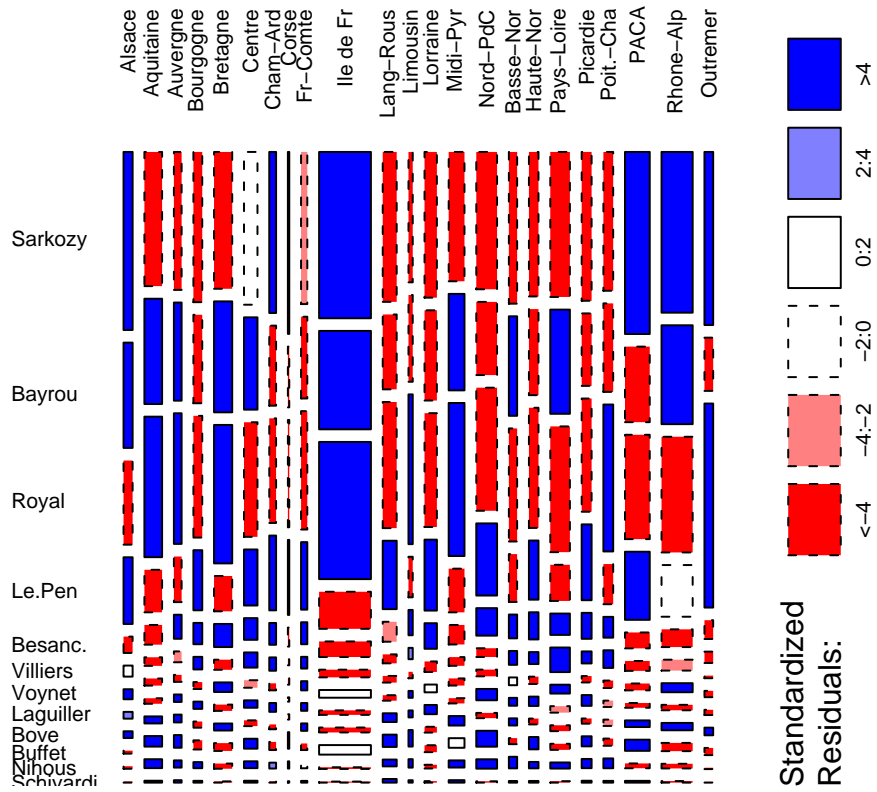 Alsace
Aquitaine
Auvergne
Bourgogne
Bretagne
Centre
Cham−Ard
Corse
Fr−Comte
Ile de Fr
Lang−Rous
Limousin
Lorraine
Midi−Pyr
Nord−PdC
Basse−Nor
Haute−Nor
Pays−Loire
Picardie
Poit.−Cha
PACA
Rhone−Alp
Outremer
Sarkozy
Bayrou
Royal
Le.Pen
Besanc.
Villiers
Voynet
Laguiller
Bove
Buffet
Nihous
Schivardi
Standardized
Residuals:
<−4
−4:−2
−2:0
0:2
2:4
>4